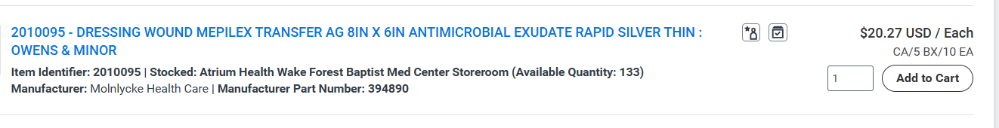 2010095 - DRESSING WOUND MEPILEX TRANSFER AG 8IN X 6IN ANTIMICROBIAL EXUDATE RAPID SILVER THIN :
OWENS & MINOR
Item Identifier: 2010095 | Stocked: Atrium Health Wake Forest Baptist Med Center Storeroom (Available Quantity: 133)
Manufacturer: Molnlycke Health Care | Manufacturer Part Number: 394890
$20.27 USD / Each
CA/5 BX/10 EA
1
Add to Cart